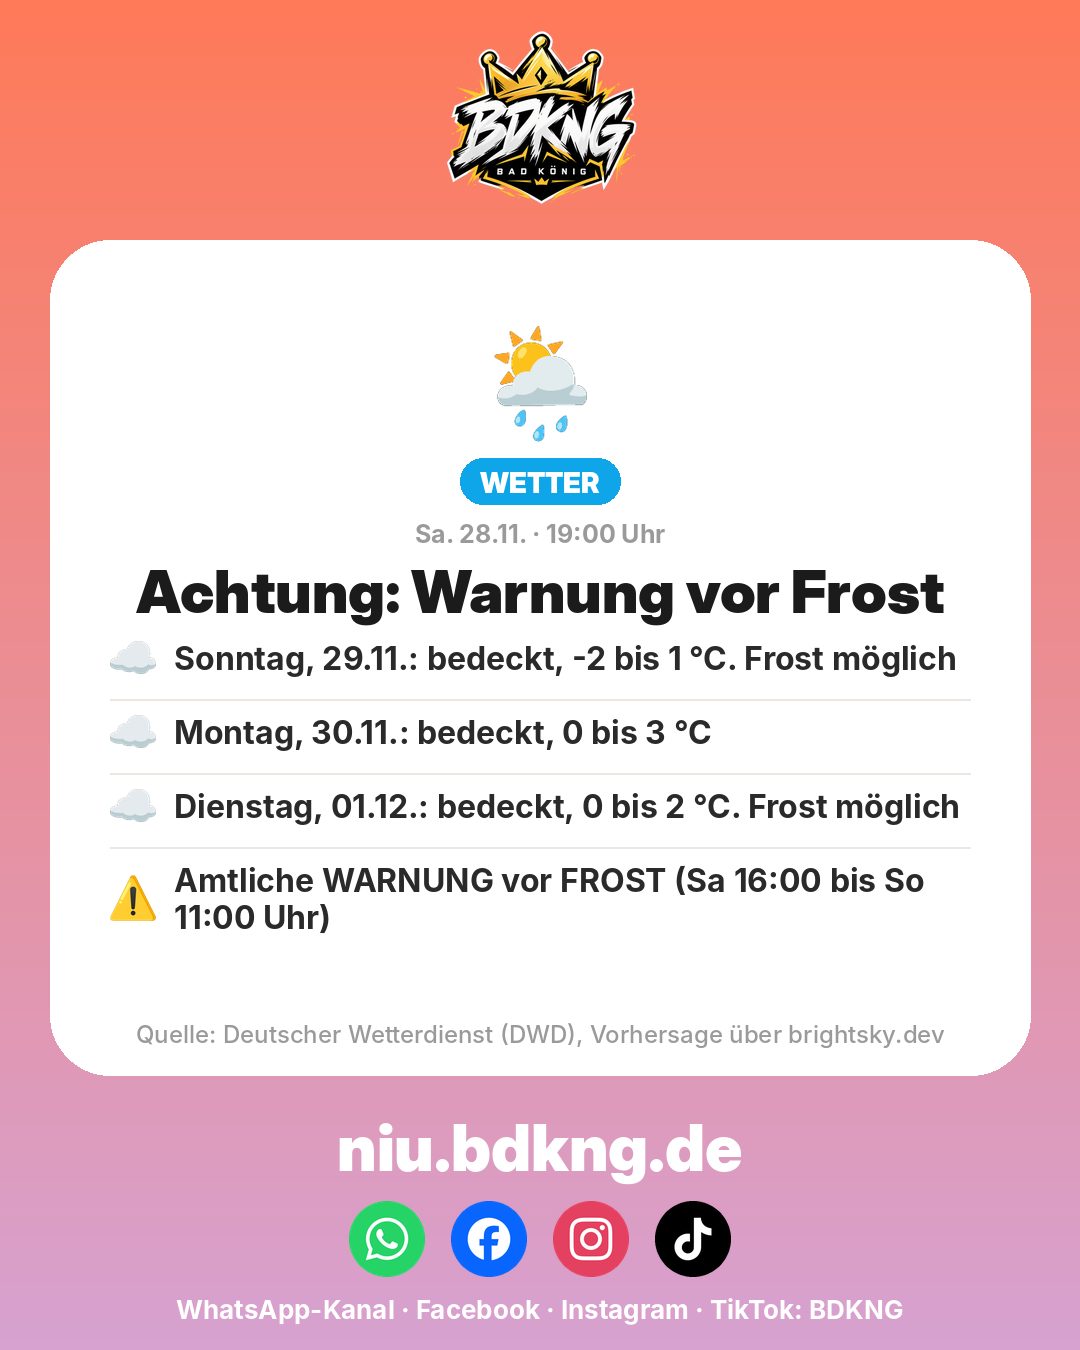 BDKNG
BAD KÖNIG
WETTER
Sa. 28.11. · 19:00 Uhr
Achtung: Warnung vor Frost
Sonntag, 29.11.: bedeckt, -2 bis 1 °C. Frost möglich
Montag, 30.11.: bedeckt, 0 bis 3 °C
Dienstag, 01.12.: bedeckt, 0 bis 2 °C. Frost möglich
Amtliche WARNUNG vor FROST (Sa 16:00 bis So
11:00 Uhr)
Quelle: Deutscher Wetterdienst (DWD), Vorhersage über brightsky.dev
niu.bdkng.de
WhatsApp-Kanal · Facebook · Instagram · TikTok: BDKNG